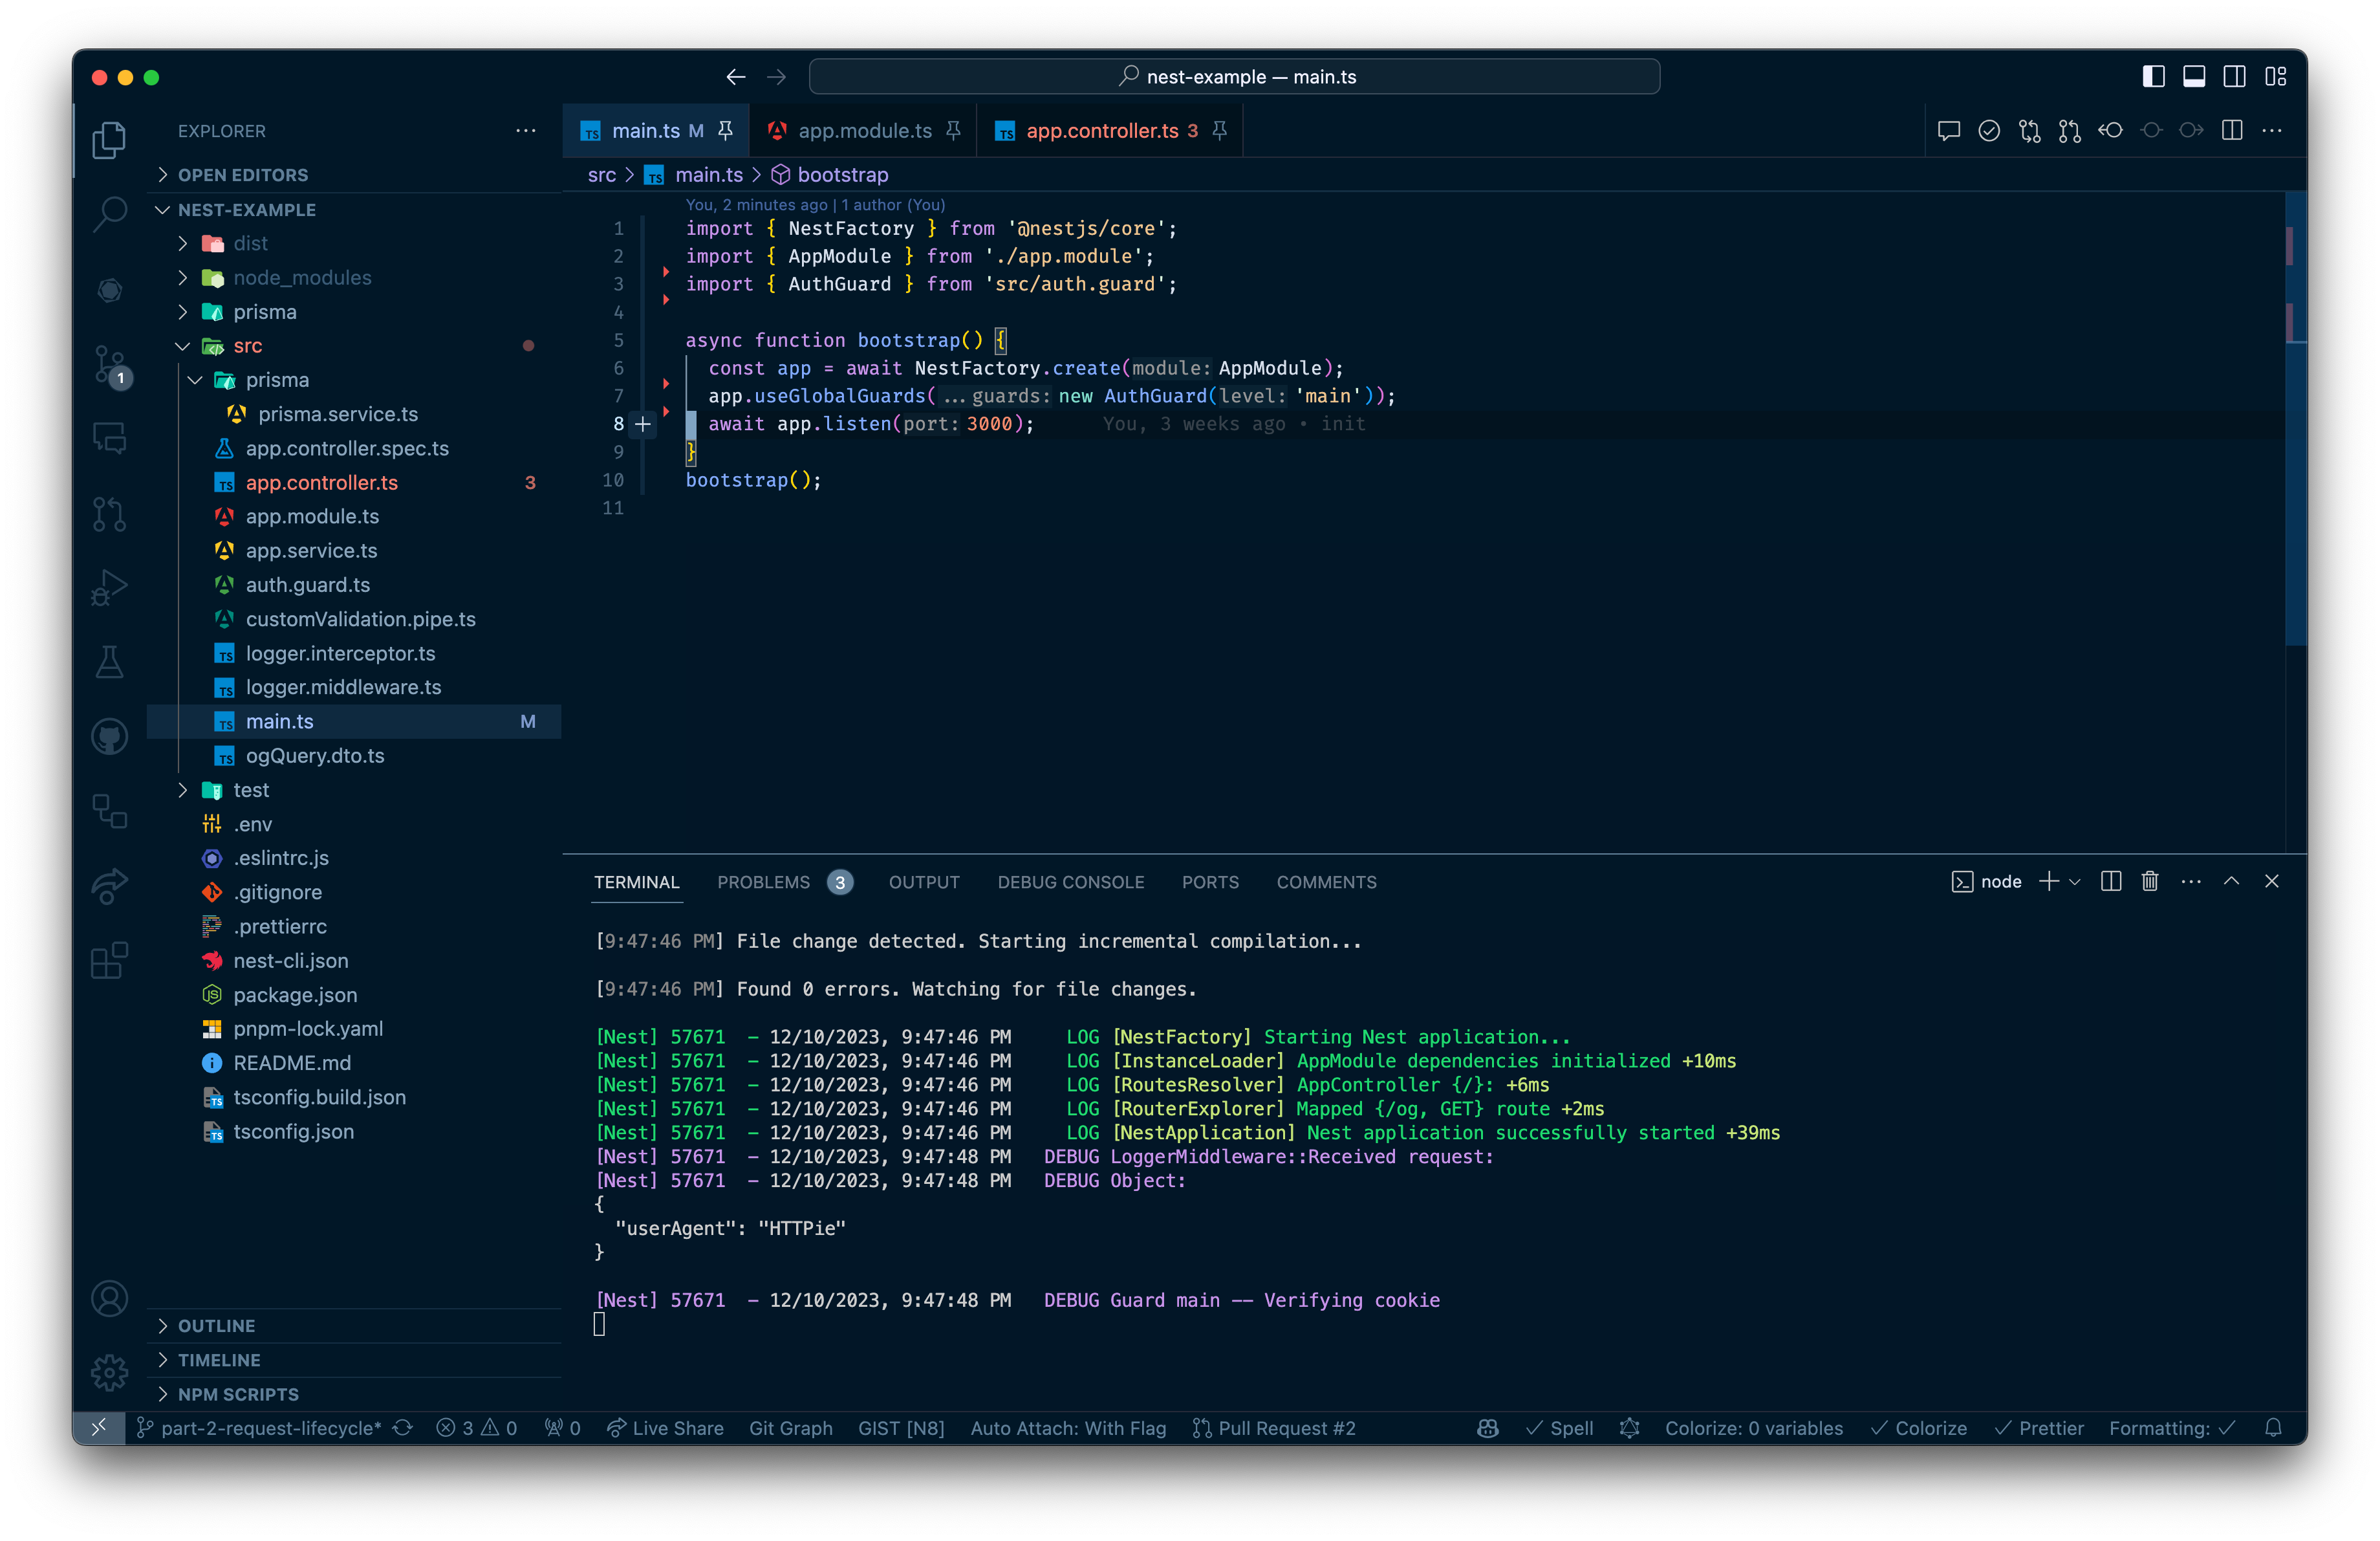 nest-example — main.ts
EXPLORER
OPEN EDITORS
NEST-EXAMPLE
dist
node_modules
prisma
src
prisma
prisma.service.ts
app.controller.spec.ts
app.controller.ts 3
app.module.ts
app.service.ts
auth.guard.ts
customValidation.pipe.ts
logger.interceptor.ts
logger.middleware.ts
main.ts M
ogQuery.dto.ts
test
.env
.eslintrc.js
.gitignore
.prettierrc
nest-cli.json
package.json
pnpm-lock.yaml
README.md
tsconfig.build.json
tsconfig.json
OUTLINE
TIMELINE
NPM SCRIPTS
1
TS main.ts M app.module.ts TS app.controller.ts 3
src > TS main.ts > bootstrap
You, 2 minutes ago | 1 author (You)
1 import { NestFactory } from '@nestjs/core';
2 import { AppModule } from './app.module';
3 import { AuthGuard } from 'src/auth.guard';
4
5 async function bootstrap() {
6 const app = await NestFactory.create(module: AppModule);
7 app.useGlobalGuards(...guards: new AuthGuard(level: 'main'));
8 await app.listen(port: 3000); You, 3 weeks ago • init
9 }
10 bootstrap();
11
TERMINAL PROBLEMS 3 OUTPUT DEBUG CONSOLE PORTS COMMENTS node
[9:47:46 PM] File change detected. Starting incremental compilation...
[9:47:46 PM] Found 0 errors. Watching for file changes.
[Nest] 57671 - 12/10/2023, 9:47:46 PM LOG [NestFactory] Starting Nest application...
[Nest] 57671 - 12/10/2023, 9:47:46 PM LOG [InstanceLoader] AppModule dependencies initialized +10ms
[Nest] 57671 - 12/10/2023, 9:47:46 PM LOG [RoutesResolver] AppController {/}: +6ms
[Nest] 57671 - 12/10/2023, 9:47:46 PM LOG [RouterExplorer] Mapped {/og, GET} route +2ms
[Nest] 57671 - 12/10/2023, 9:47:46 PM LOG [NestApplication] Nest application successfully started +39ms
[Nest] 57671 - 12/10/2023, 9:47:48 PM DEBUG LoggerMiddleware::Received request:
[Nest] 57671 - 12/10/2023, 9:47:48 PM DEBUG Object:
{
"userAgent": "HTTPie"
}
[Nest] 57671 - 12/10/2023, 9:47:48 PM DEBUG Guard main -- Verifying cookie
part-2-request-lifecycle* 3 0 0 Live Share Git Graph GIST [N8] Auto Attach: With Flag Pull Request #2 Spell Colorize: 0 variables Colorize Prettier Formatting: